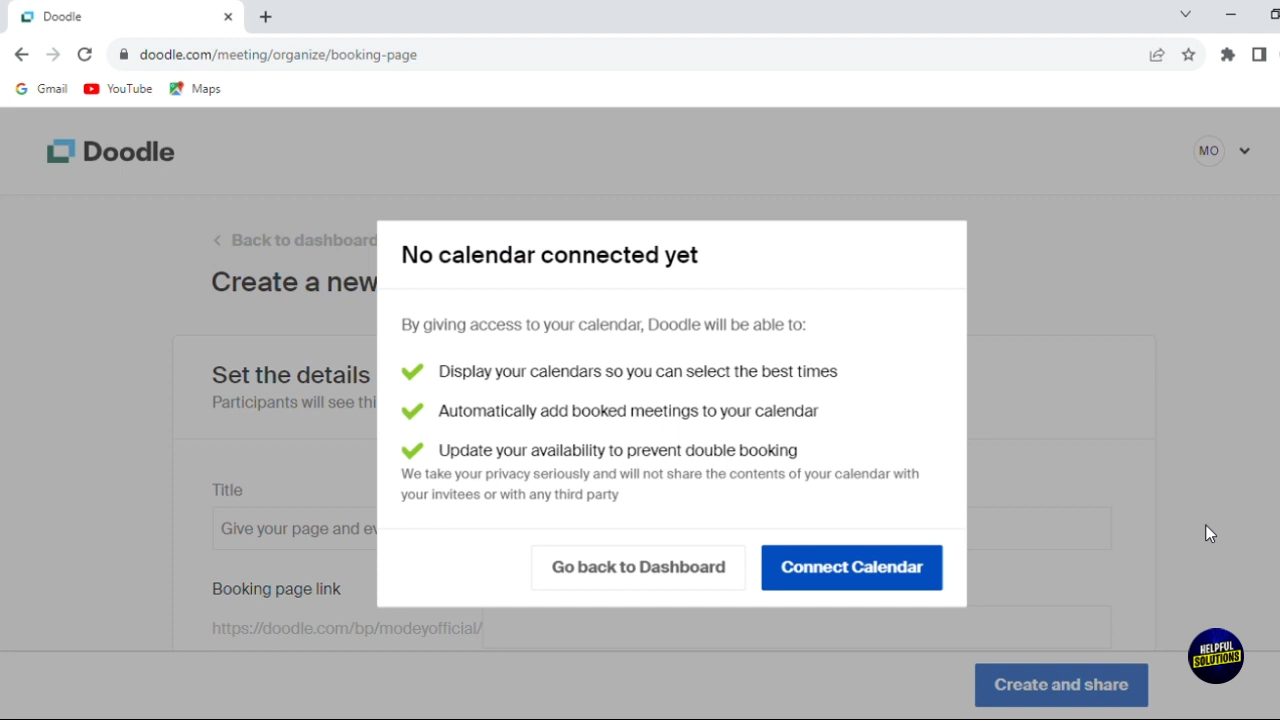 Doodle
doodle.com/meeting/organize/booking-page
Gmail YouTube Maps
Doodle
MO
Back to dashboard
Create a new
No calendar connected yet
By giving access to your calendar, Doodle will be able to:
Display your calendars so you can select the best times
Automatically add booked meetings to your calendar
Update your availability to prevent double booking
We take your privacy seriously and will not share the contents of your calendar with
your invitees or with any third party
Go back to Dashboard
Connect Calendar
Set the details
Participants will see thi
Title
Give your page and ev
Booking page link
https://doodle.com/bp/modeyofficial/
HELPFUL
SOLUTIONS
Create and share